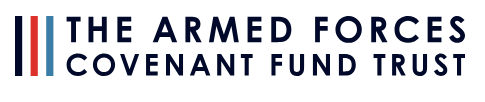 THE ARMED FORCES
COVENANT FUND TRUST